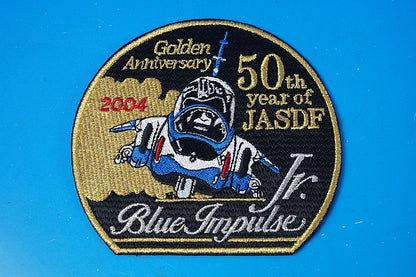 Golden
Anniversary
50th
year of
JASDF
2004
Jr.
Blue Impulse